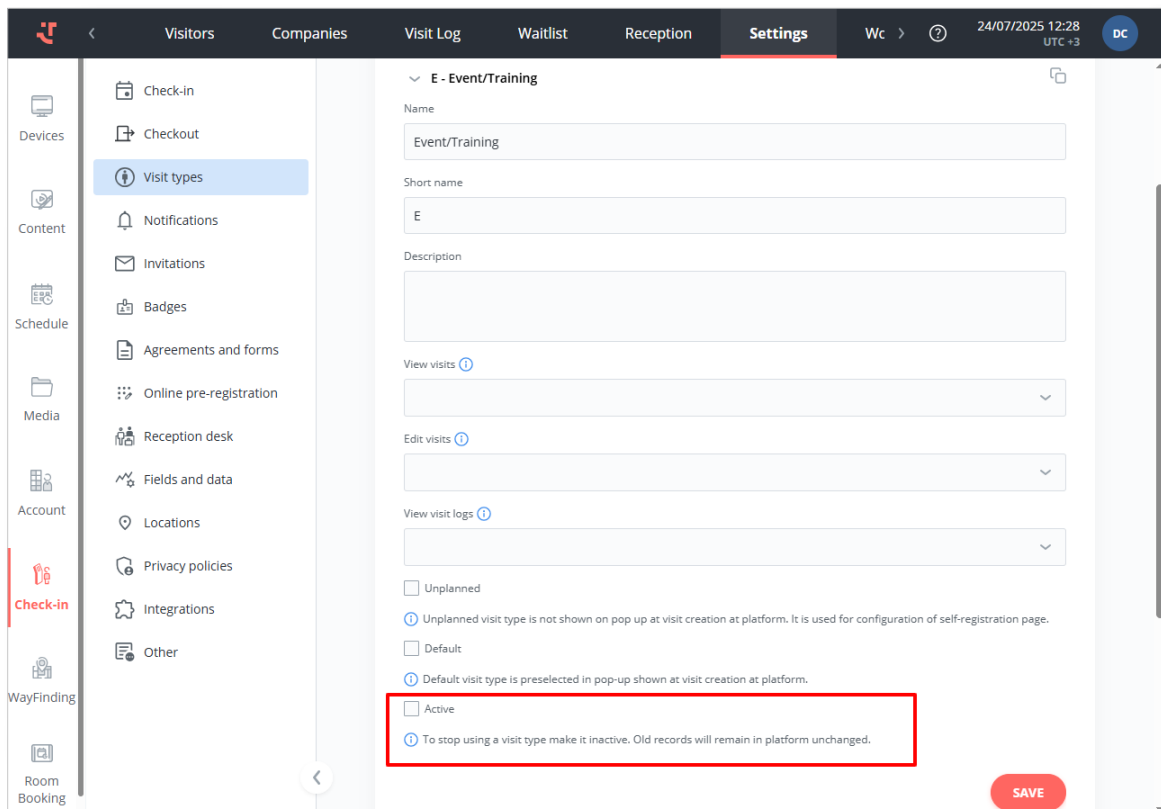 Visitors
Companies
Visit Log
Waitlist
Reception
Settings
Wc
24/07/2025 12:28
UTC +3
DC
Devices
Content
Schedule
Media
Account
Check-in
WayFinding
Room
Booking
Check-in
Checkout
Visit types
Notifications
Invitations
Badges
Agreements and forms
Online pre-registration
Reception desk
Fields and data
Locations
Privacy policies
Integrations
Other
E - Event/Training
Name
Event/Training
Short name
E
Description
View visits
Edit visits
View visit logs
Unplanned
Unplanned visit type is not shown on pop up at visit creation at platform. It is used for configuration of self-registration page.
Default
Default visit type is preselected in pop-up shown at visit creation at platform.
Active
To stop using a visit type make it inactive. Old records will remain in platform unchanged.
SAVE